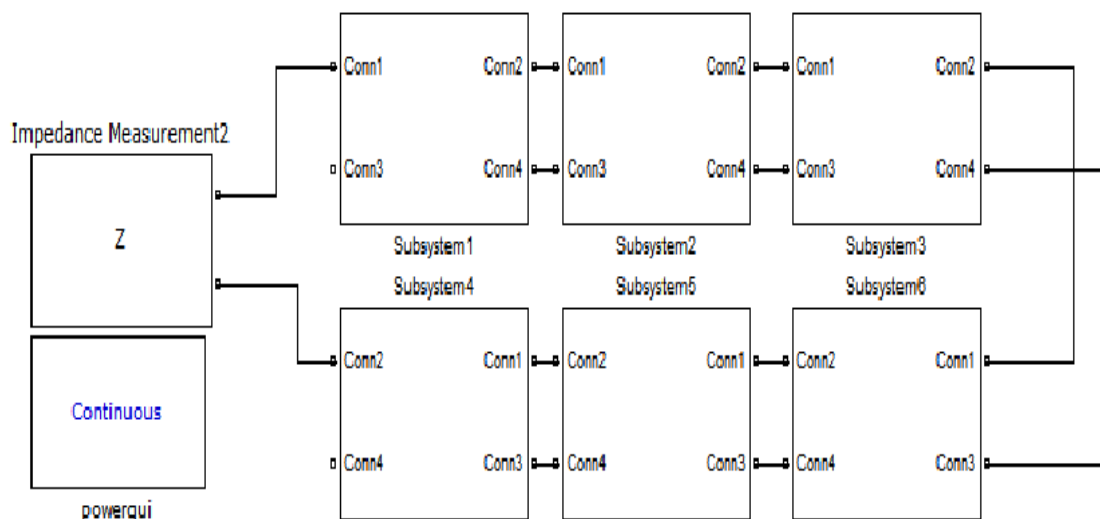 Conn1 Conn2 Conn1 Conn2 Conn1 Conn2
Impedance Measurement2
Conn3 Conn4 Conn3 Conn4 Conn3 Conn4
Z
Subsystem1 Subsystem2 Subsystem3
Subsystem4 Subsystem5 Subsystem6
Conn2 Conn1 Conn2 Conn1 Conn2 Conn1
Continuous
Conn4 Conn3 Conn4 Conn3 Conn4 Conn3
powergui